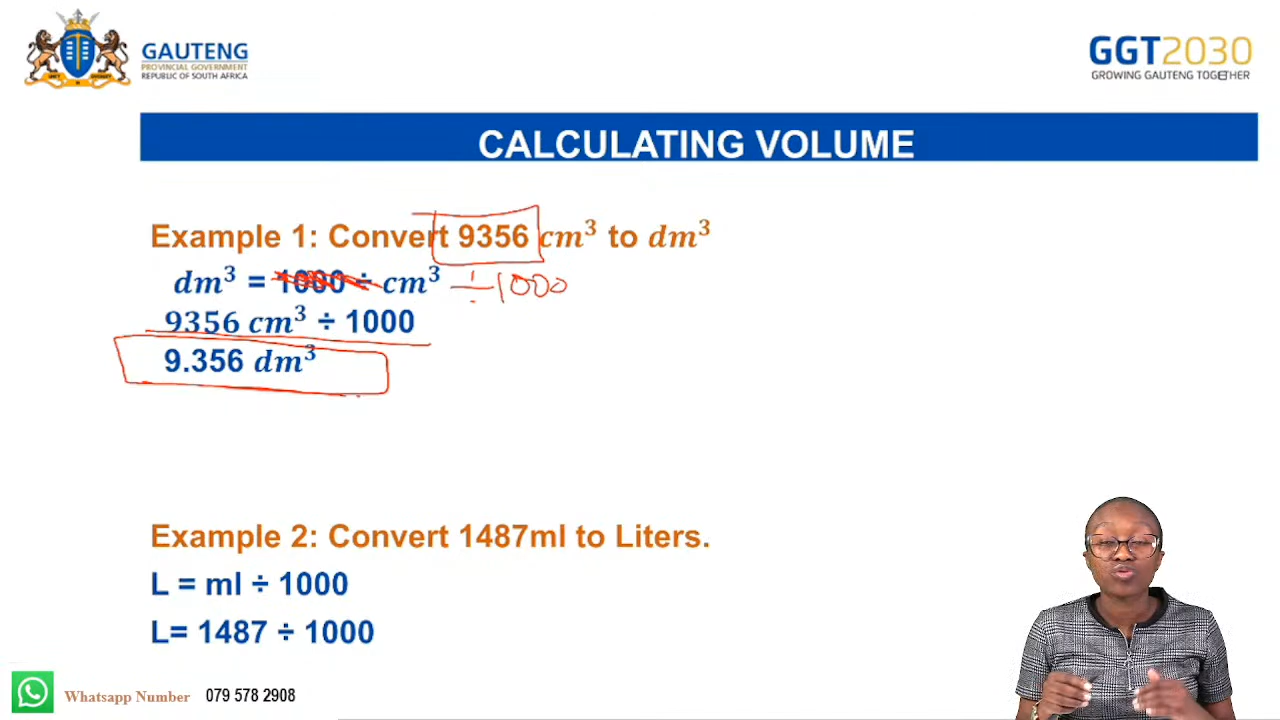 GAUTENG
PROVINCIAL GOVERNMENT
REPUBLIC OF SOUTH AFRICA
GGT2030
GROWING GAUTENG TOGETHER
CALCULATING VOLUME
Example 1: Convert 9356 cm³ to dm³
dm³ = 1000 ÷ cm³ ÷1000
9356 cm³ ÷ 1000
9.356 dm³
Example 2: Convert 1487ml to Liters.
L = ml ÷ 1000
L= 1487 ÷ 1000
Whatsapp Number 079 578 2908